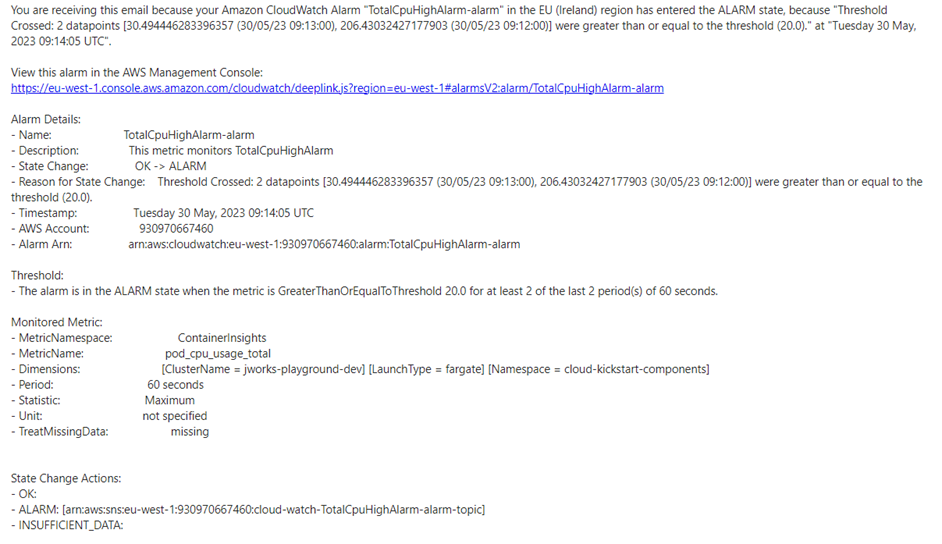 You are receiving this email because your Amazon CloudWatch Alarm "TotalCpuHighAlarm-alarm" in the EU (Ireland) region has entered the ALARM state, because "Threshold
Crossed: 2 datapoints [30.494446283396357 (30/05/23 09:13:00), 206.43032427177903 (30/05/23 09:12:00)] were greater than or equal to the threshold (20.0)." at "Tuesday 30 May,
2023 09:14:05 UTC".
View this alarm in the AWS Management Console:
https://eu-west-1.console.aws.amazon.com/cloudwatch/deeplink.js?region=eu-west-1#alarmsV2:alarm/TotalCpuHighAlarm-alarm
Alarm Details:
- Name: TotalCpuHighAlarm-alarm
- Description: This metric monitors TotalCpuHighAlarm
- State Change: OK -> ALARM
- Reason for State Change: Threshold Crossed: 2 datapoints [30.494446283396357 (30/05/23 09:13:00), 206.43032427177903 (30/05/23 09:12:00)] were greater than or equal to the
threshold (20.0).
- Timestamp: Tuesday 30 May, 2023 09:14:05 UTC
- AWS Account: 930970667460
- Alarm Arn: arn:aws:cloudwatch:eu-west-1:930970667460:alarm:TotalCpuHighAlarm-alarm
Threshold:
- The alarm is in the ALARM state when the metric is GreaterThanOrEqualToThreshold 20.0 for at least 2 of the last 2 period(s) of 60 seconds.
Monitored Metric:
- MetricNamespace: ContainerInsights
- MetricName: pod_cpu_usage_total
- Dimensions: [ClusterName = jworks-playground-dev] [LaunchType = fargate] [Namespace = cloud-kickstart-components]
- Period: 60 seconds
- Statistic: Maximum
- Unit: not specified
- TreatMissingData: missing
State Change Actions:
- OK:
- ALARM: [arn:aws:sns:eu-west-1:930970667460:cloud-watch-TotalCpuHighAlarm-alarm-topic]
- INSUFFICIENT_DATA: